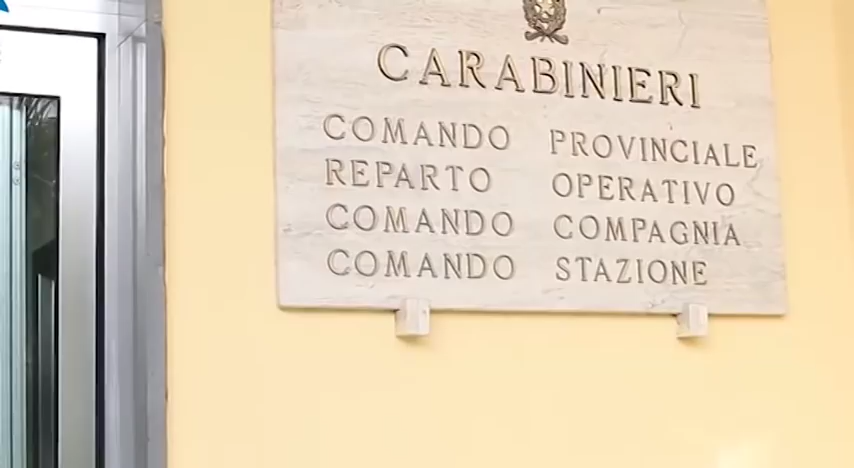 CARABINIERI
COMANDO PROVINCIALE
REPARTO OPERATIVO
COMANDO COMPAGNIA
COMANDO STAZIONE